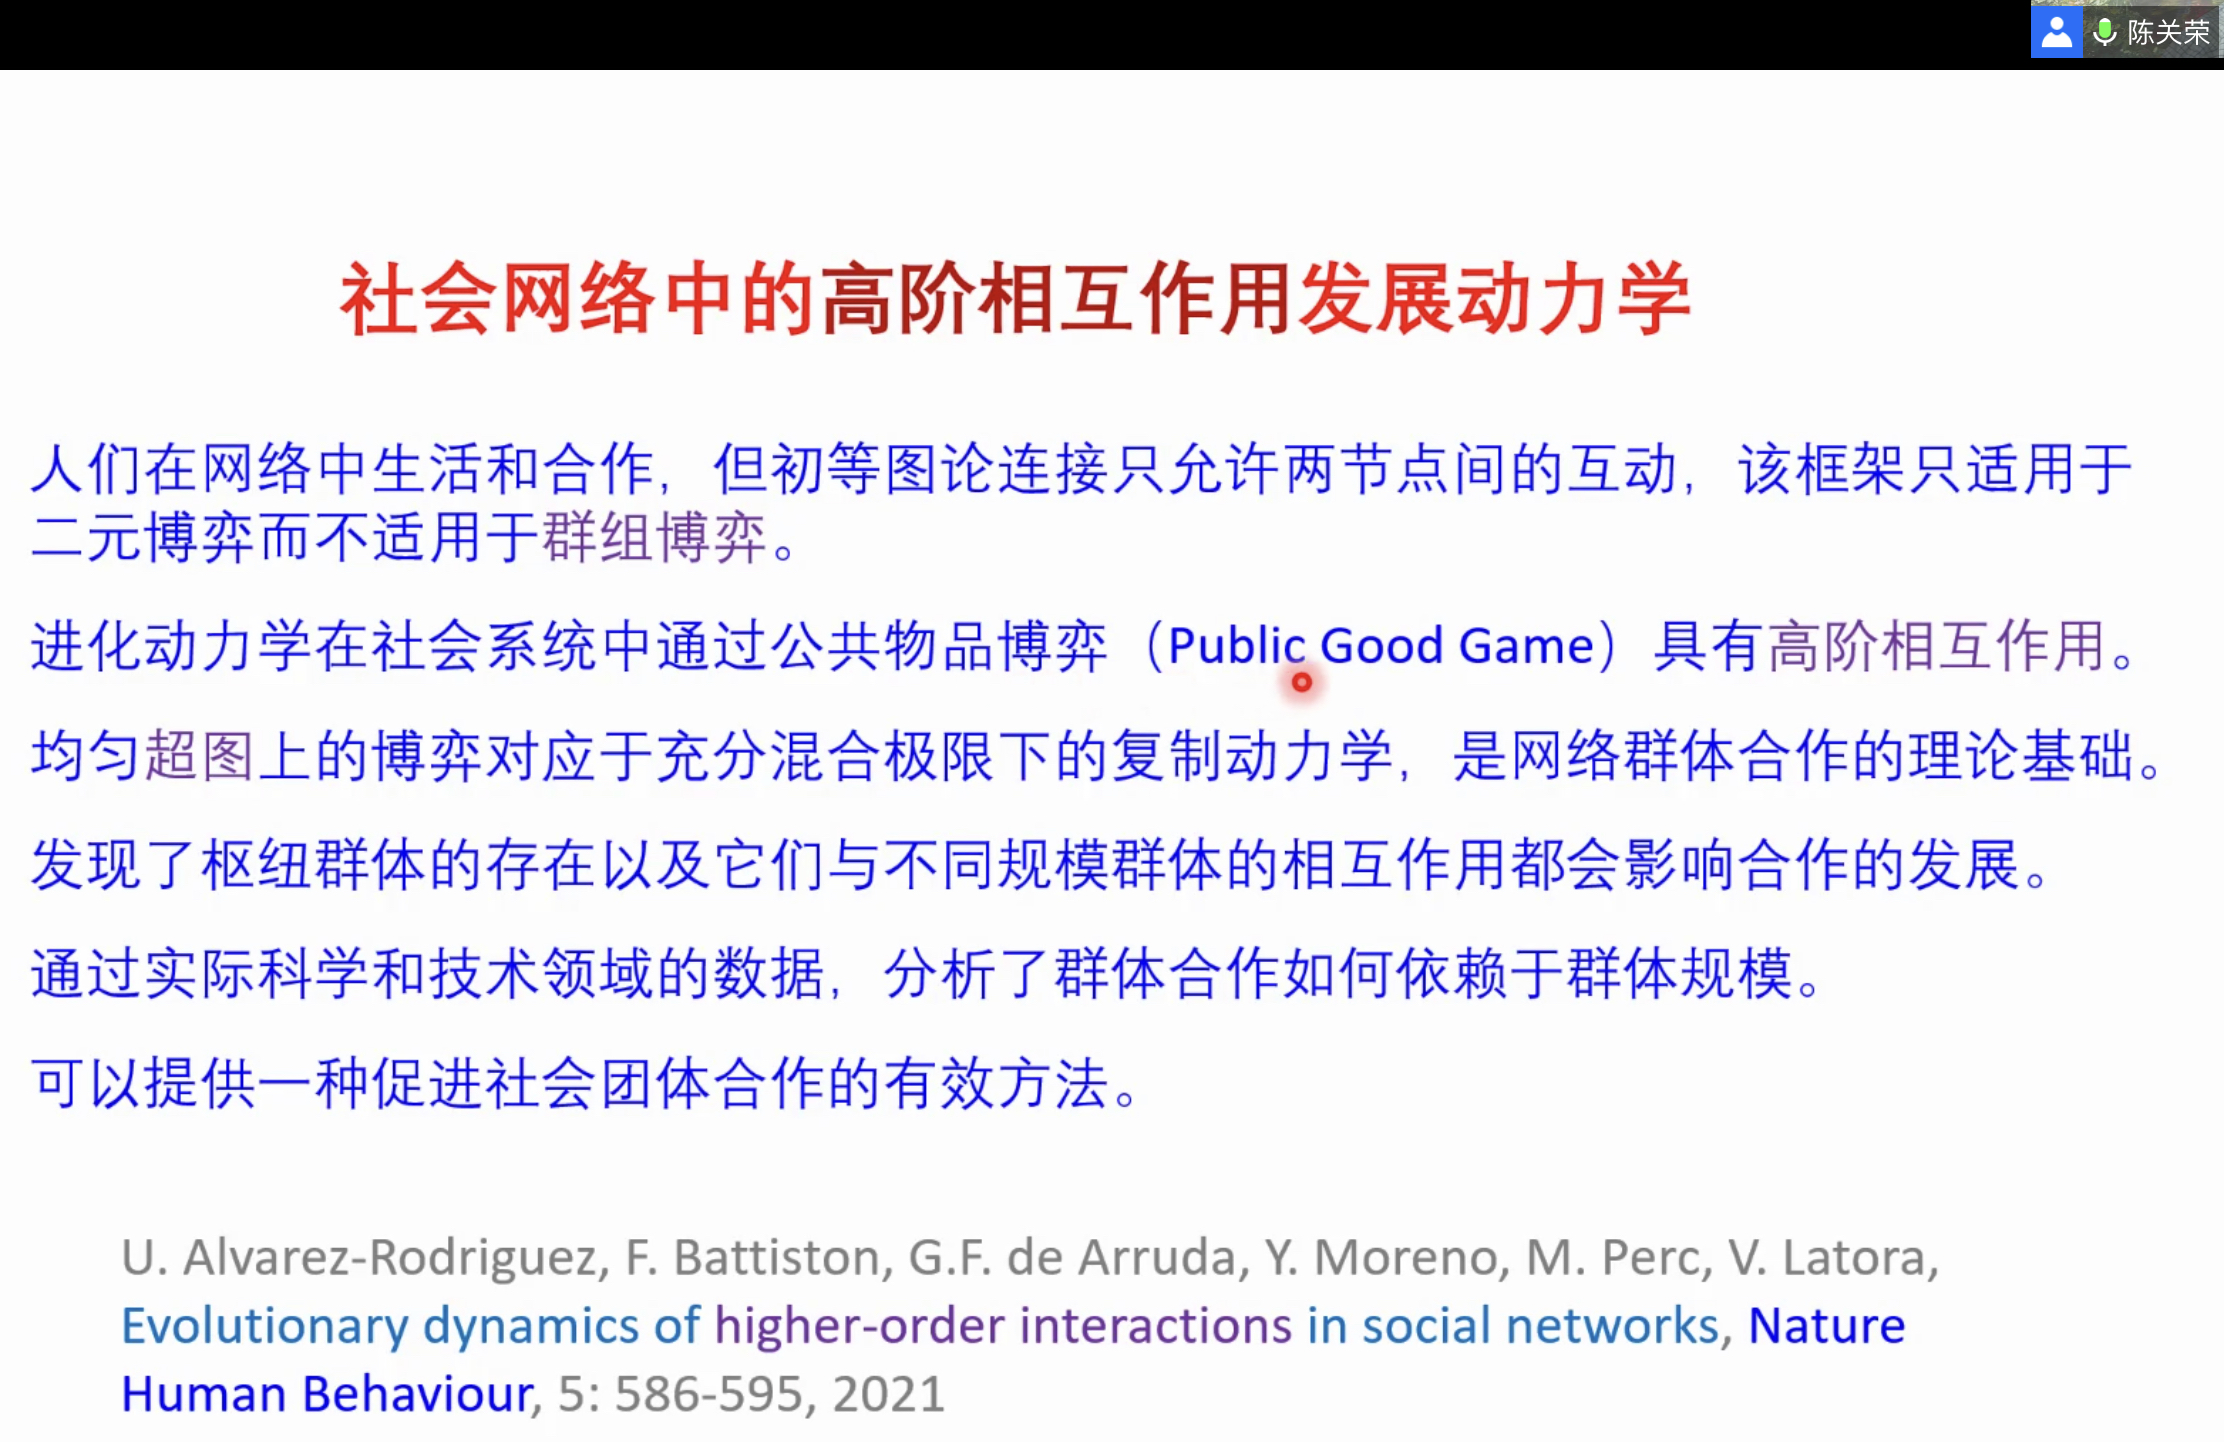 陈关荣
社会网络中的高阶相互作用发展动力学
人们在网络中生活和合作，但初等图论连接只允许两节点间的互动，该框架只适用于
二元博弈而不适用于群组博弈。
进化动力学在社会系统中通过公共物品博弈（Public Good Game）具有高阶相互作用。
均匀超图上的博弈对应于充分混合极限下的复制动力学，是网络群体合作的理论基础。
发现了枢纽群体的存在以及它们与不同规模群体的相互作用都会影响合作的发展。
通过实际科学和技术领域的数据，分析了群体合作如何依赖于群体规模。
可以提供一种促进社会团体合作的有效方法。
U. Alvarez-Rodriguez, F. Battiston, G.F. de Arruda, Y. Moreno, M. Perc, V. Latora,
Evolutionary dynamics of higher-order interactions in social networks, Nature
Human Behaviour, 5: 586-595, 2021